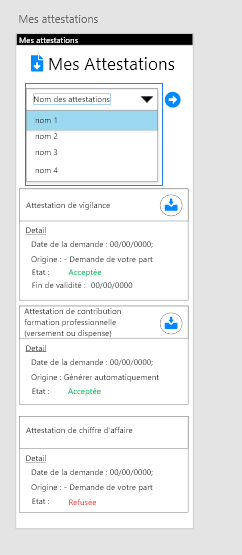 Mes attestations
Mes attestations
Mes Attestations
Nom des attestations
nom 1
nom 2
nom 3
nom 4
Attestation de vigilance
Detail
Date de la demande : 00/00/0000;
Origine : - Demande de votre part
Etat : Acceptée
Fin de validité : 00/00/0000
Attestation de contribution
formation professionnelle
(versement ou dispense)
Detail
Date de la demande : 00/00/0000;
Origine : Générer automatiquement
Etat : Acceptée
Attestation de chiffre d'affaire
Detail
Date de la demande : 00/00/0000;
Origine : - Demande de votre part
Etat : Refusée